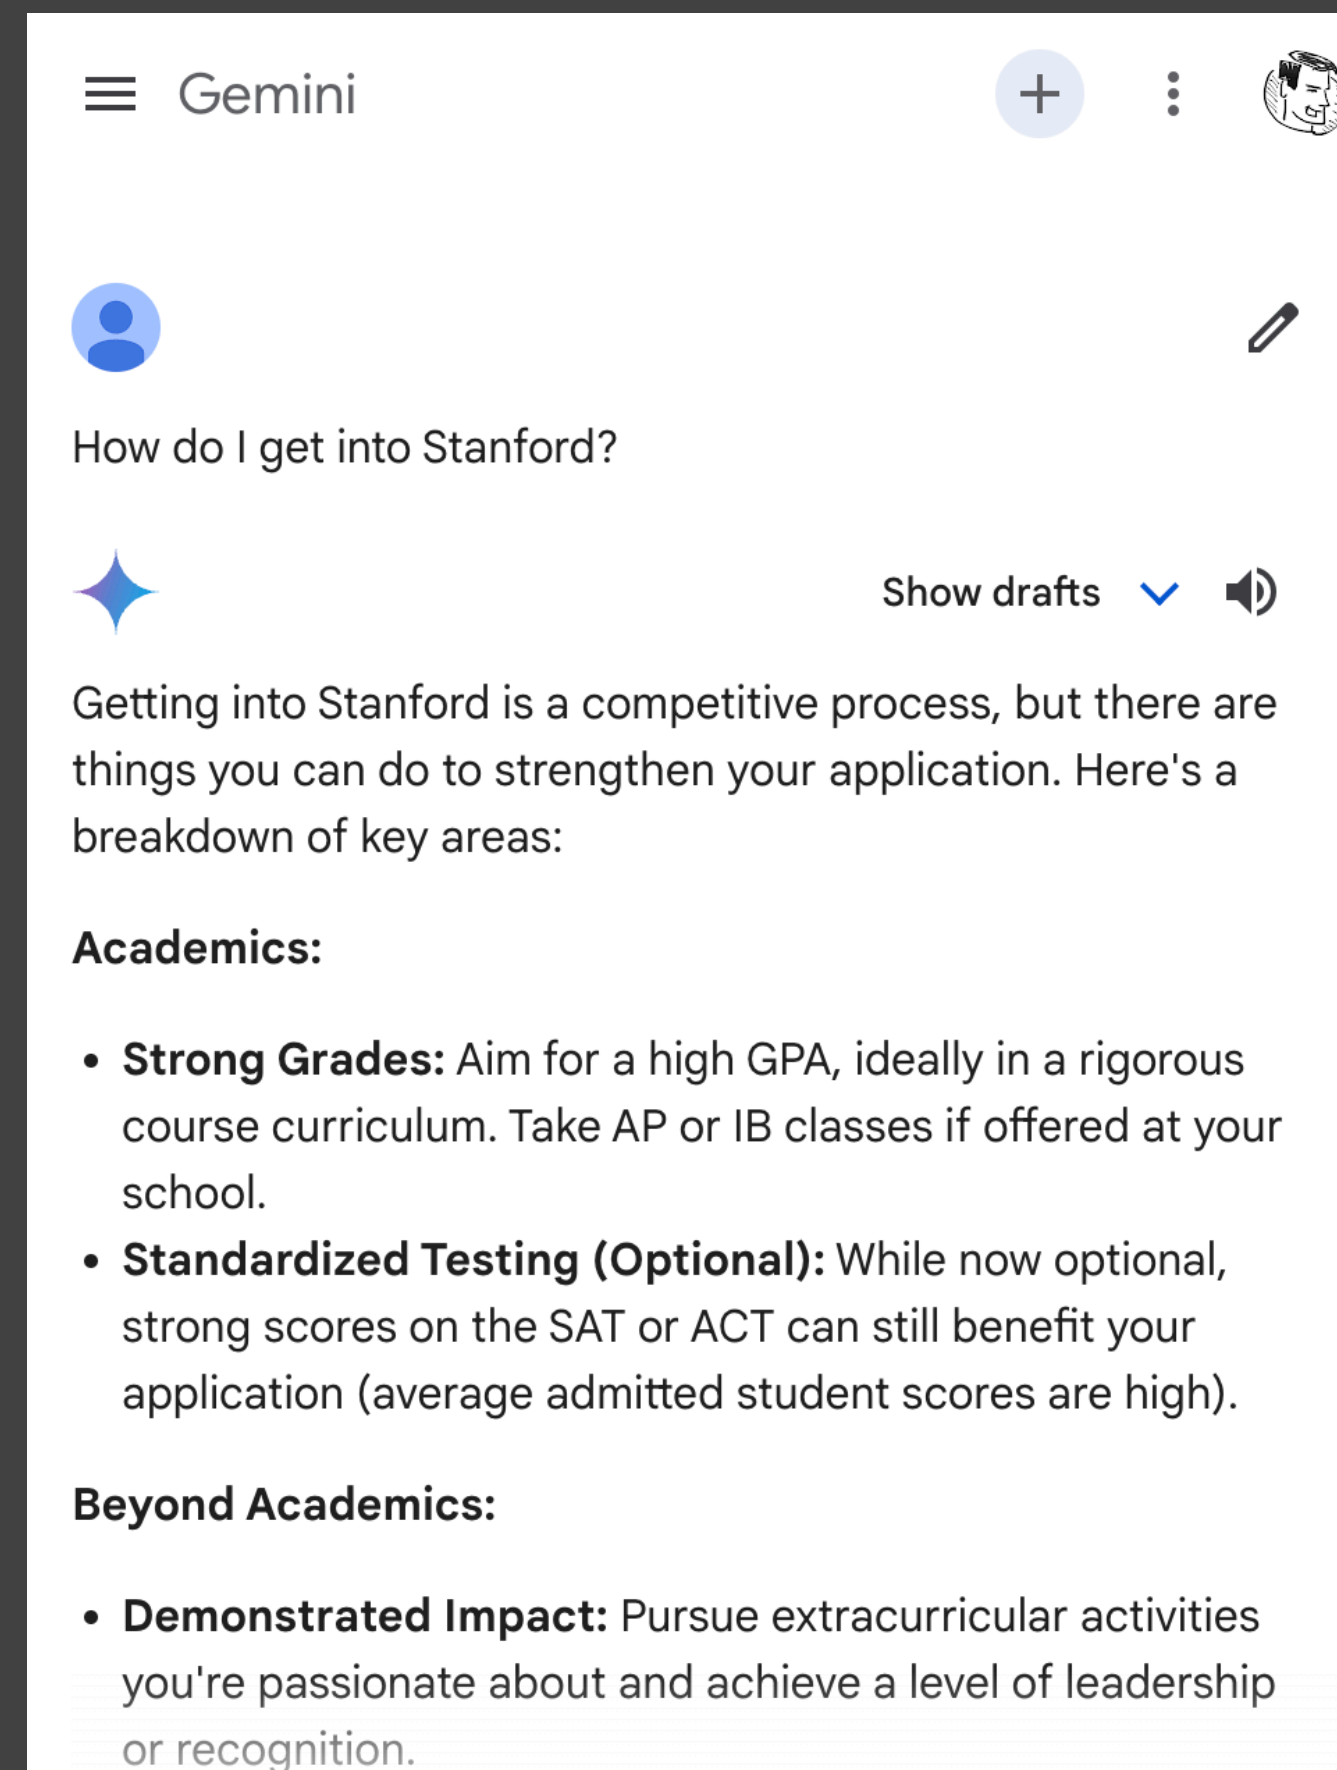 Gemini
How do I get into Stanford?
Show drafts
Getting into Stanford is a competitive process, but there are
things you can do to strengthen your application. Here's a
breakdown of key areas:
Academics:
• Strong Grades: Aim for a high GPA, ideally in a rigorous
course curriculum. Take AP or IB classes if offered at your
school.
• Standardized Testing (Optional): While now optional,
strong scores on the SAT or ACT can still benefit your
application (average admitted student scores are high).
Beyond Academics:
• Demonstrated Impact: Pursue extracurricular activities
you're passionate about and achieve a level of leadership
or recognition.